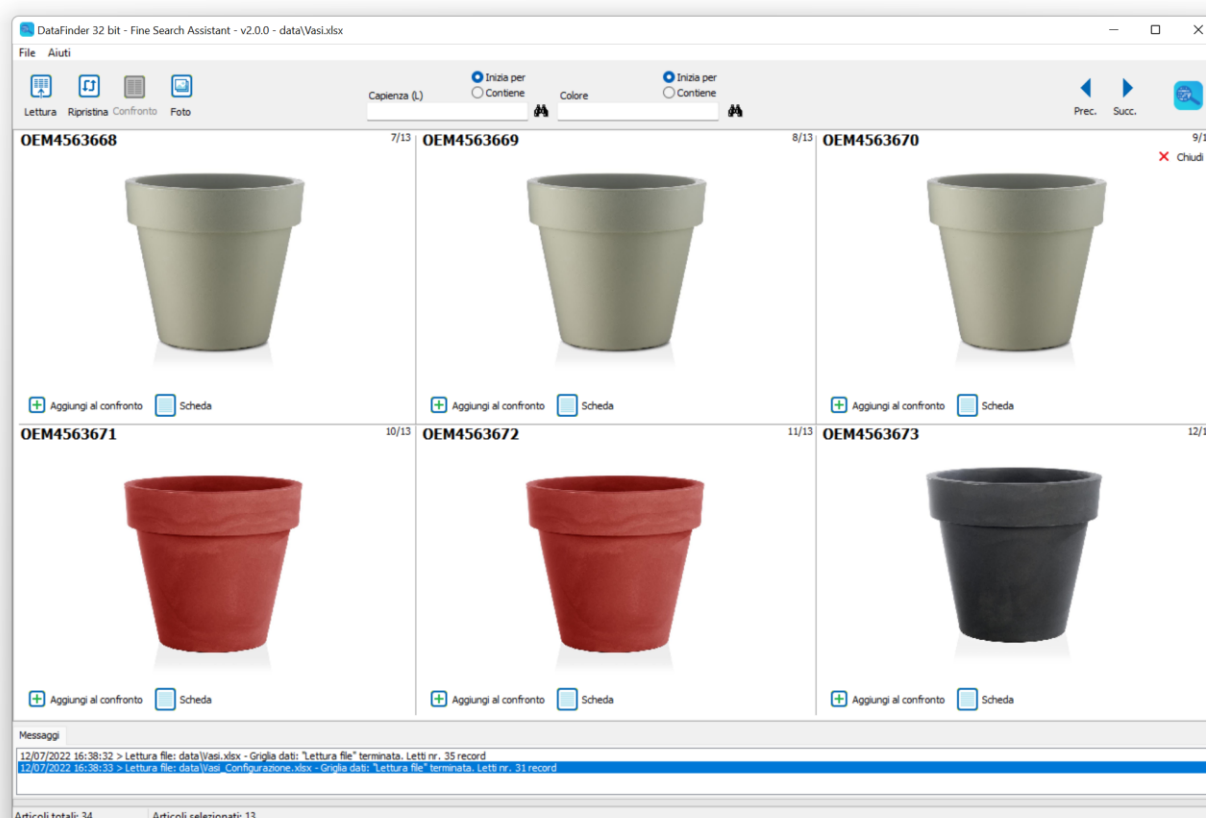 DataFinder 32 bit - Fine Search Assistant - v2.0.0 - data\Vasi.xlsx
File Aiuti
Inizia per Inizia per
Capienza (L) Contiene Colore Contiene
Lettura Ripristina Confronto Foto Prec. Succ.
OEM4563668 7/13 OEM4563669 8/13 OEM4563670 9/1
Chiudi
Aggiungi al confronto Scheda Aggiungi al confronto Scheda Aggiungi al confronto Scheda
OEM4563671 10/13 OEM4563672 11/13 OEM4563673 12/1
Aggiungi al confronto Scheda Aggiungi al confronto Scheda Aggiungi al confronto Scheda
Messaggi
12/07/2022 16:38:32 > Lettura file: data\Vasi.xlsx - Griglia dati: "Lettura file" terminata. Letti nr. 35 record
12/07/2022 16:38:33 > Lettura file: data\Vasi_Configurazione.xlsx - Griglia dati: "Lettura file" terminata. Letti nr. 31 record
Articoli totali: 34 Articoli selezionati: 13